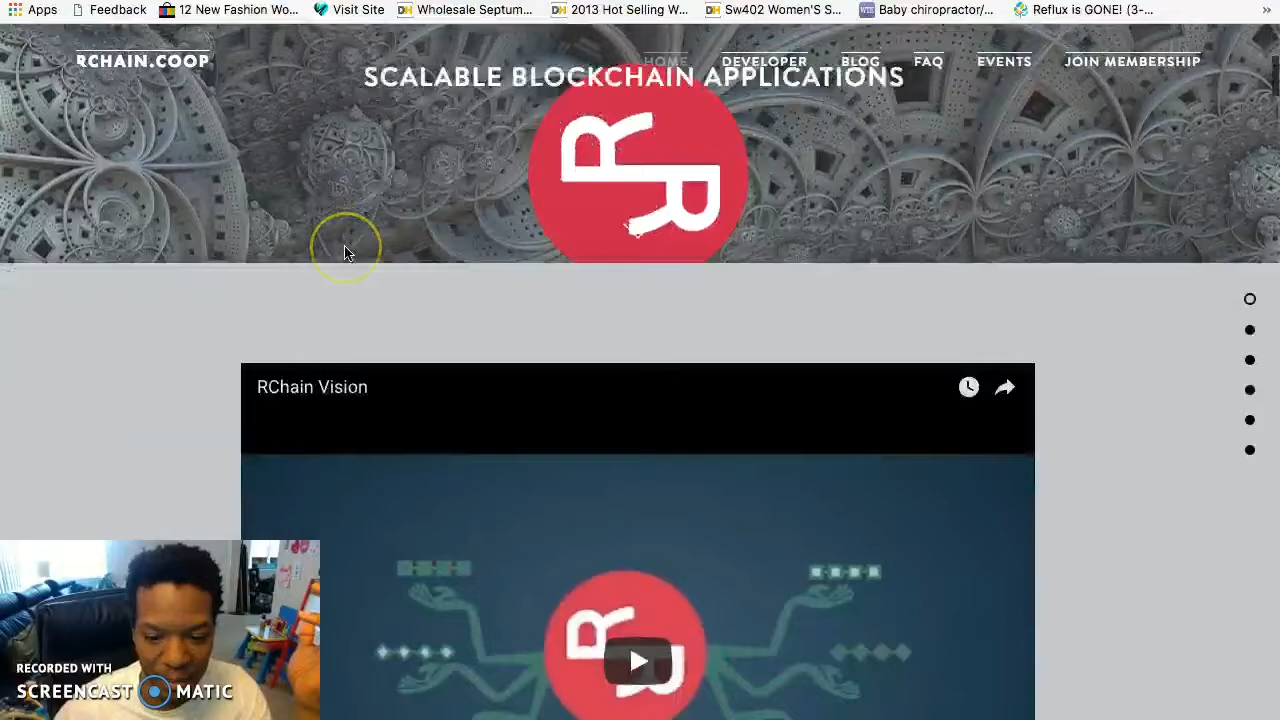 Apps Feedback 12 New Fashion Wo... Visit Site Wholesale Septum... 2013 Hot Selling W... Sw402 Women'S S... WTE Baby chiropractor/... Reflux is GONE! (3-... »
RCHAIN.COOP HOME DEVELOPER BLOG FAQ EVENTS JOIN MEMBERSHIP
SCALABLE BLOCKCHAIN APPLICATIONS
R
R
RChain Vision
R
R
RECORDED WITH
SCREENCAST MATIC